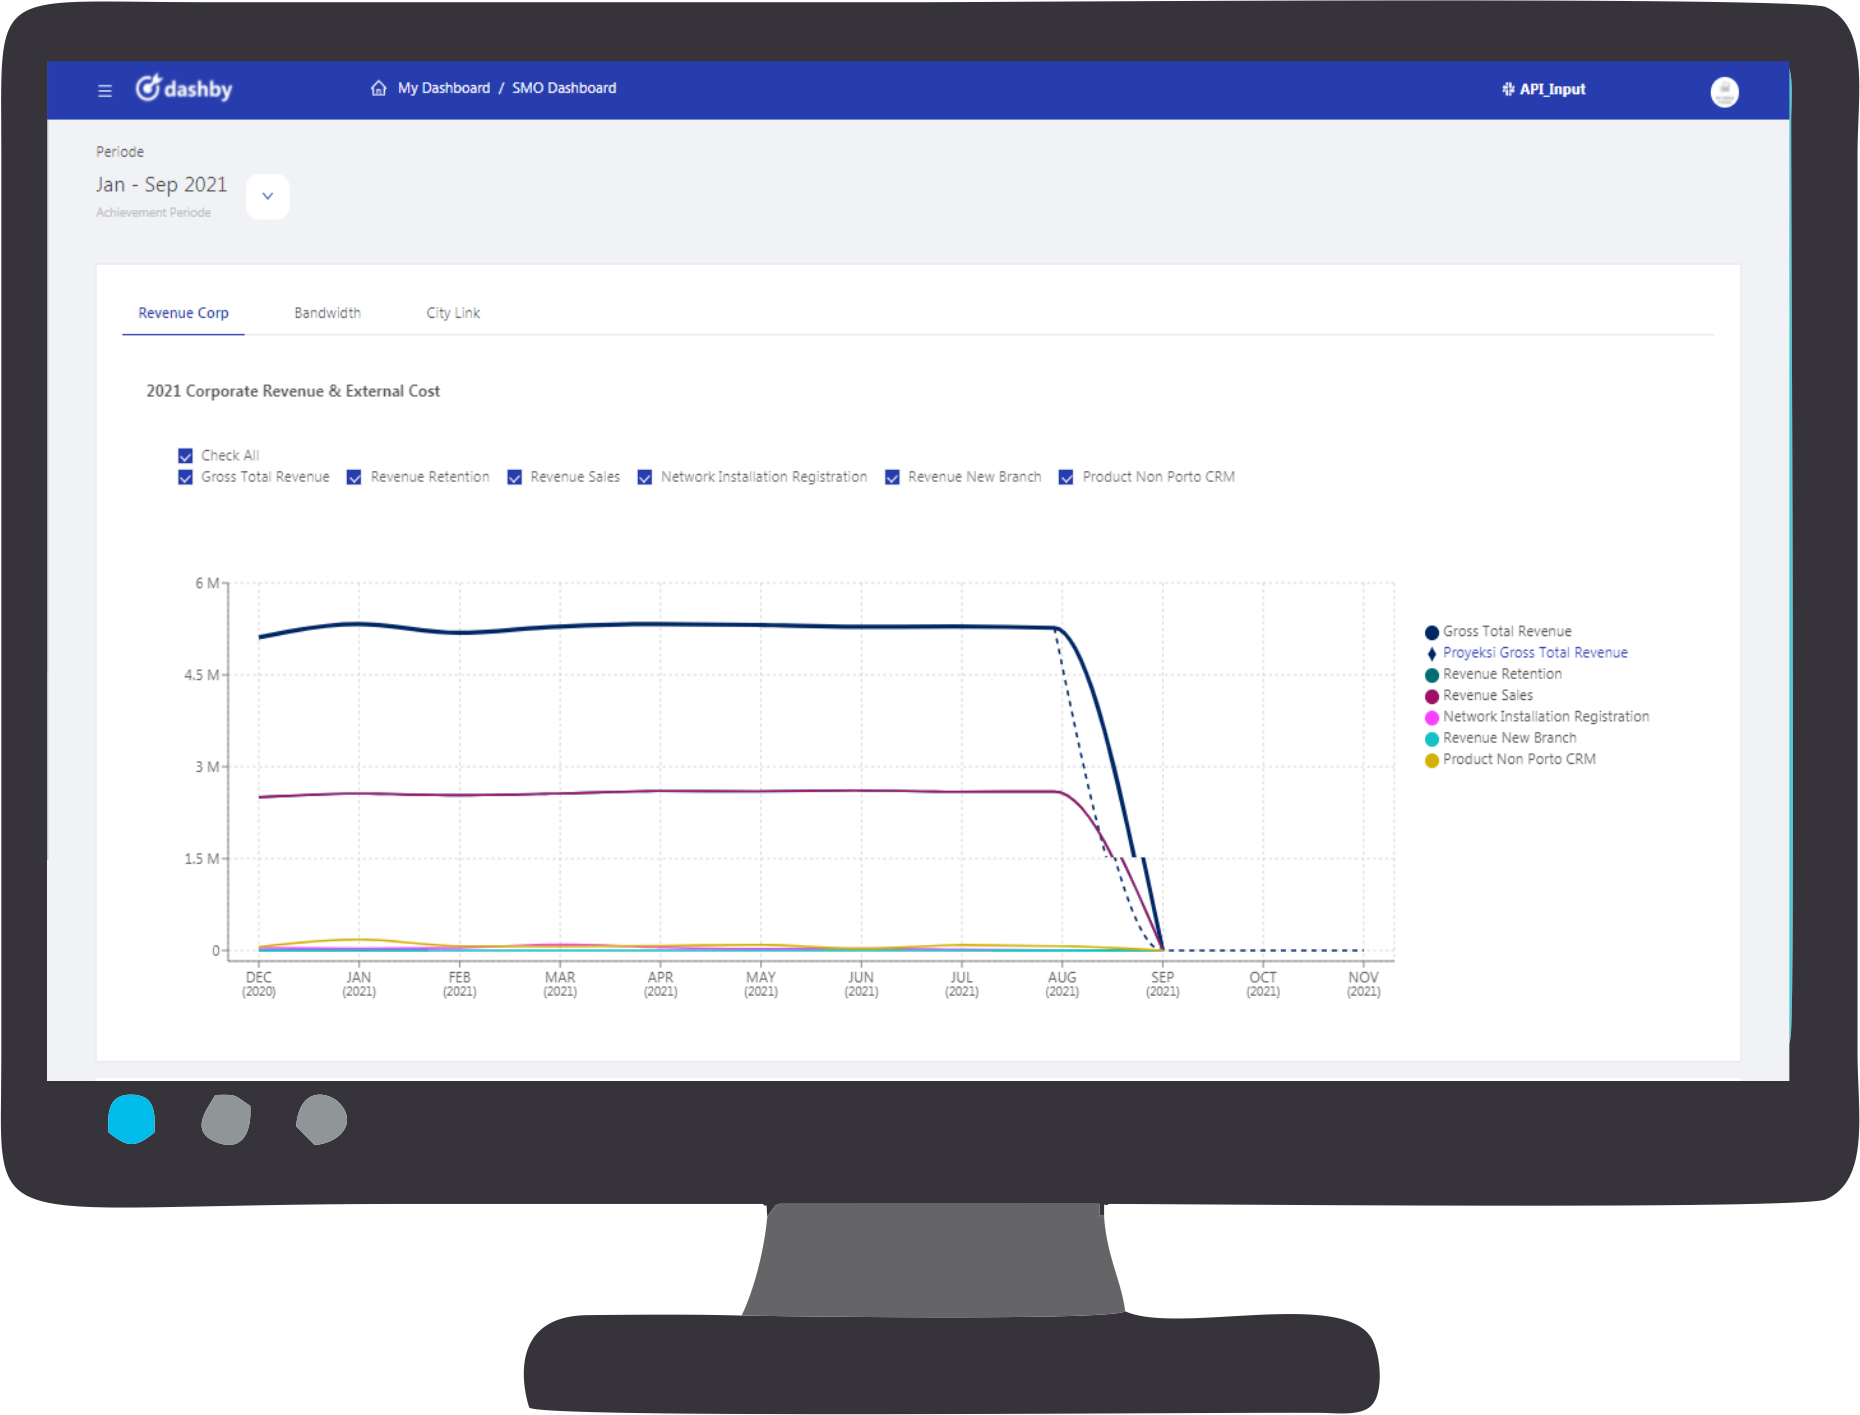 dashby
My Dashboard / SMO Dashboard
API_Input
Periode
Jan - Sep 2021
Achievement Periode
Revenue Corp Bandwidth City Link
2021 Corporate Revenue & External Cost
Check All
Gross Total Revenue Revenue Retention Revenue Sales Network Installation Registration Revenue New Branch Product Non Porto CRM
6 M
4.5 M
3 M
1.5 M
0
DEC JAN FEB MAR APR MAY JUN JUL AUG SEP OCT NOV
(2020) (2021) (2021) (2021) (2021) (2021) (2021) (2021) (2021) (2021) (2021) (2021)
Gross Total Revenue
Proyeksi Gross Total Revenue
Revenue Retention
Revenue Sales
Network Installation Registration
Revenue New Branch
Product Non Porto CRM